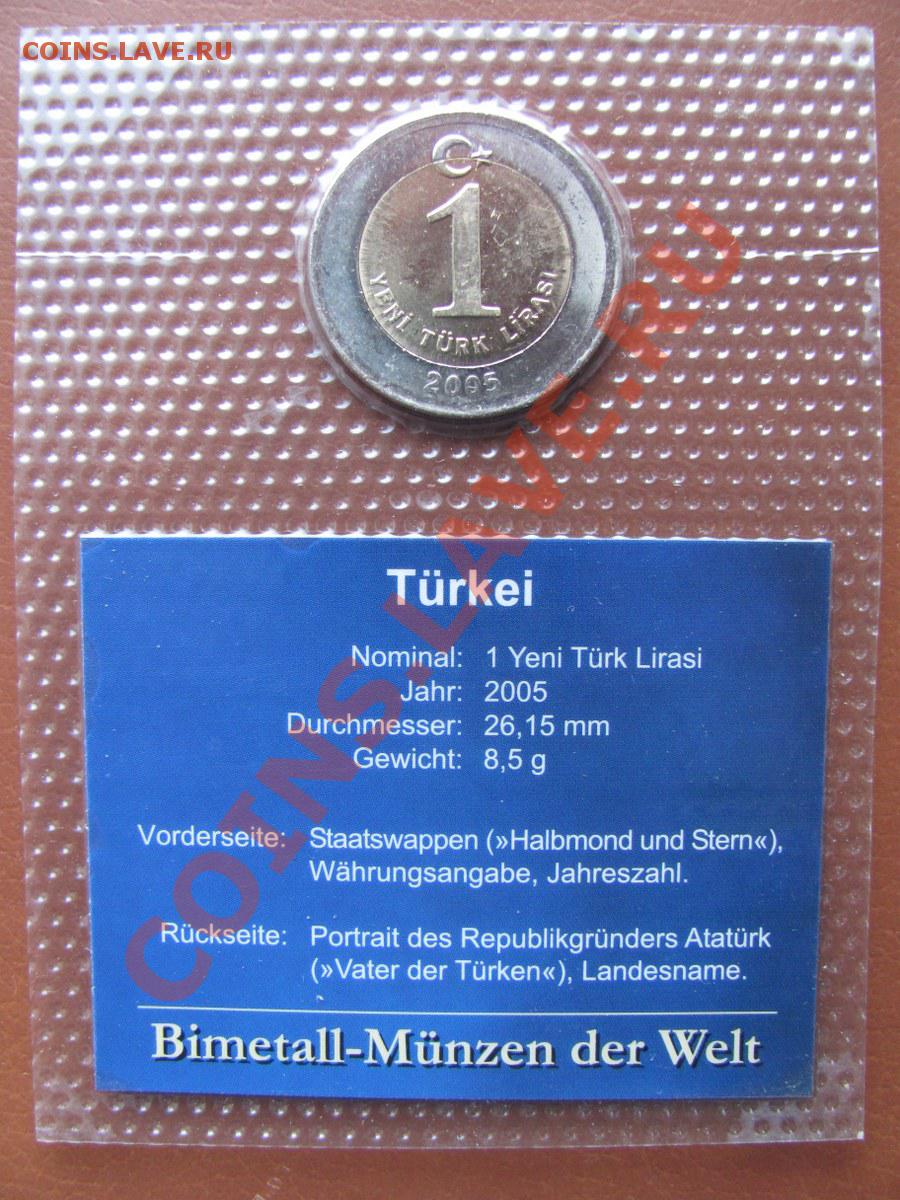 COINS.LAVE.RU
1
YENİ TÜRK LİRASI
2005
COINS.LAVE.RU
Türkei
Nominal: 1 Yeni Türk Lirasi
Jahr: 2005
Durchmesser: 26,15 mm
Gewicht: 8,5 g
Vorderseite: Staatswappen (»Halbmond und Stern«),
Währungsangabe, Jahreszahl.
Rückseite: Portrait des Republikgründers Atatürk
(»Vater der Türken«), Landesname.
Bimetall-Münzen der Welt